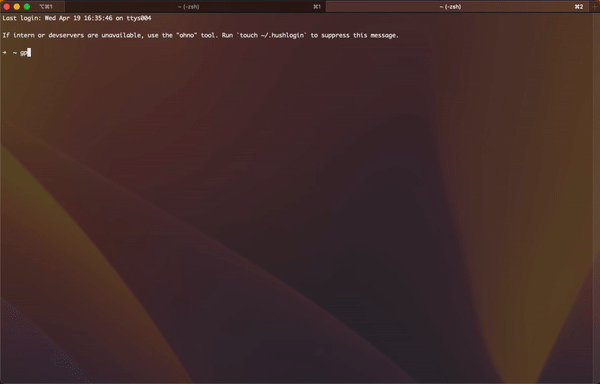 ⌥⌘1 ~ (-zsh) ⌘1 ~ (-zsh) ⌘2 +
Last login: Wed Apr 19 16:35:46 on ttys004
If intern or devservers are unavailable, use the "ohno" tool. Run `touch ~/.hushlogin` to suppress this message.
➜ ~ gp